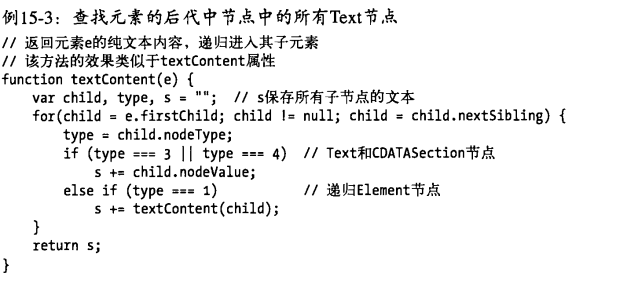 例15-3：查找元素的后代中节点中的所有Text节点
// 返回元素e的纯文本内容，递归进入其子元素
// 该方法的效果类似于textContent属性
function textContent(e) {
    var child, type, s = "";  // s保存所有子节点的文本
    for(child = e.firstChild; child != null; child = child.nextSibling) {
        type = child.nodeType;
        if (type === 3 || type === 4)  // Text和CDATASection节点
            s += child.nodeValue;
        else if (type === 1)           // 递归Element节点
            s += textContent(child);
    }
    return s;
}